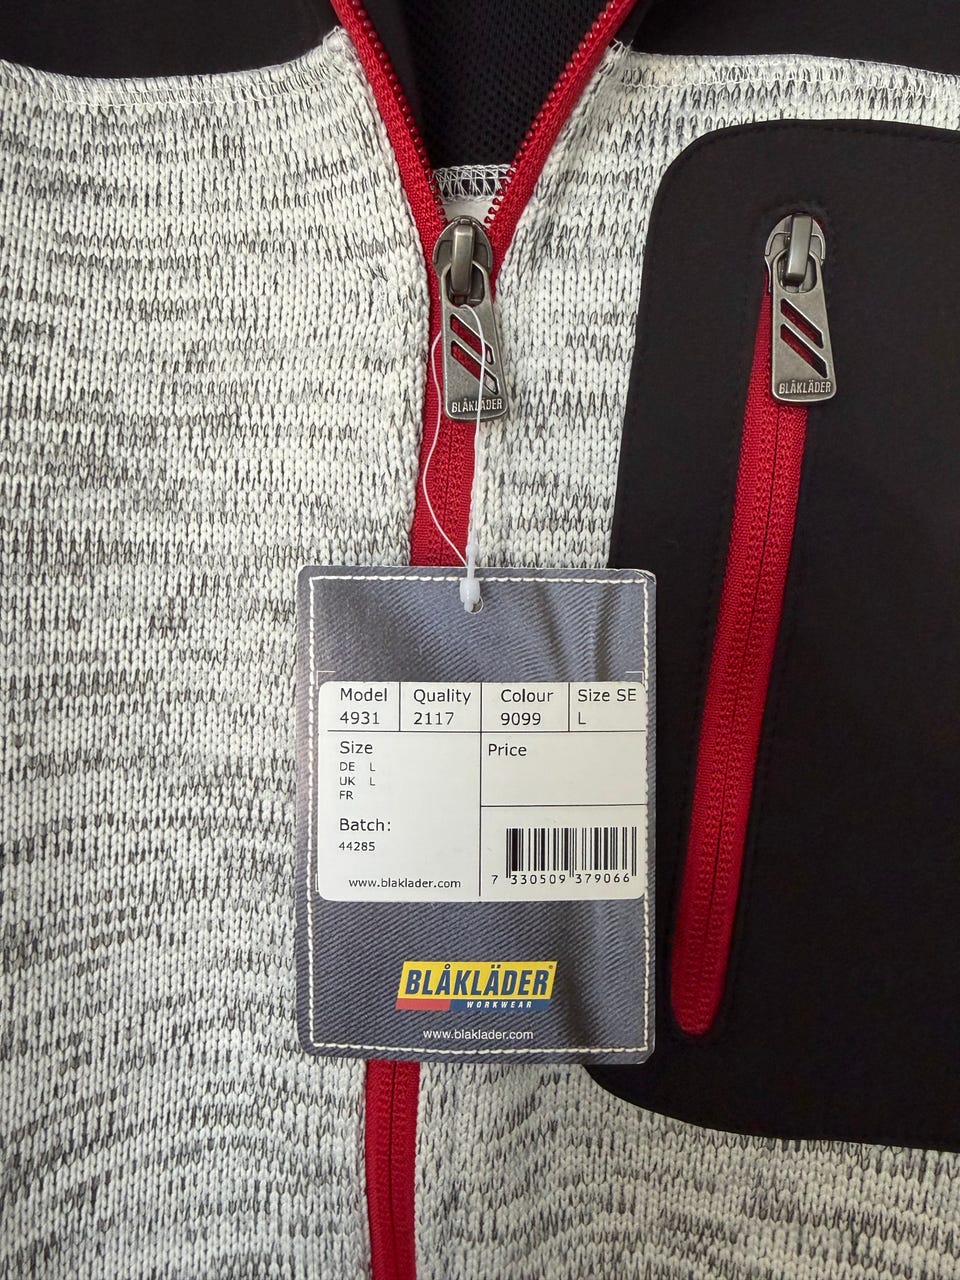 BLÅKLÄDER
BLÅKLÄDER
Model Quality Colour Size SE
4931 2117 9099 L
Size Price
DE L
UK L
FR
Batch:
44285
www.blaklader.com
7 330509 379066
BLÅKLÄDER®
WORKWEAR
www.blaklader.com